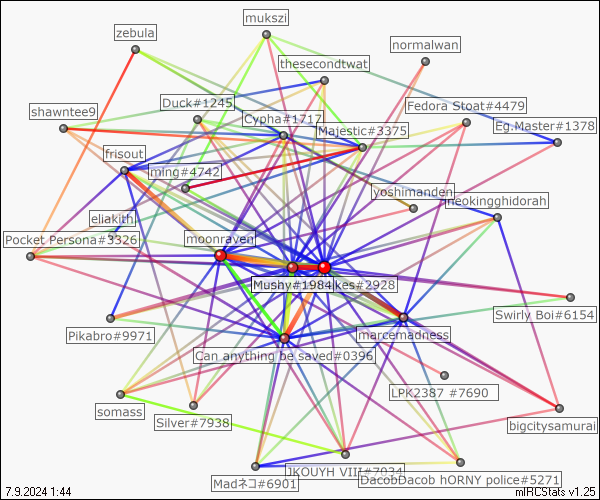 mukszi
zebula
normalwan
thesecondtwat
Duck#1245
shawntee9
Cypha#1717
Fedora Stoat#4479
Majestic#3375
Eg.Master#1378
frisout
ming#4742
yoshimanden
neokingghidorah
eliakith
Pocket Persona#3326
moonraven
Mushy#1984
ikes#2928
Swirly Boi#6154
Pikabro#9971
marcemadness
Can anything be saved#0396
LPK2387 #7690
somass
Silver#7938
bigcitysamurai
JKOUYH VIII#7934
DacobDacob hORNY police#5271
Madネコ#6901
7.9.2024 1:44
mIRCStats v1.25